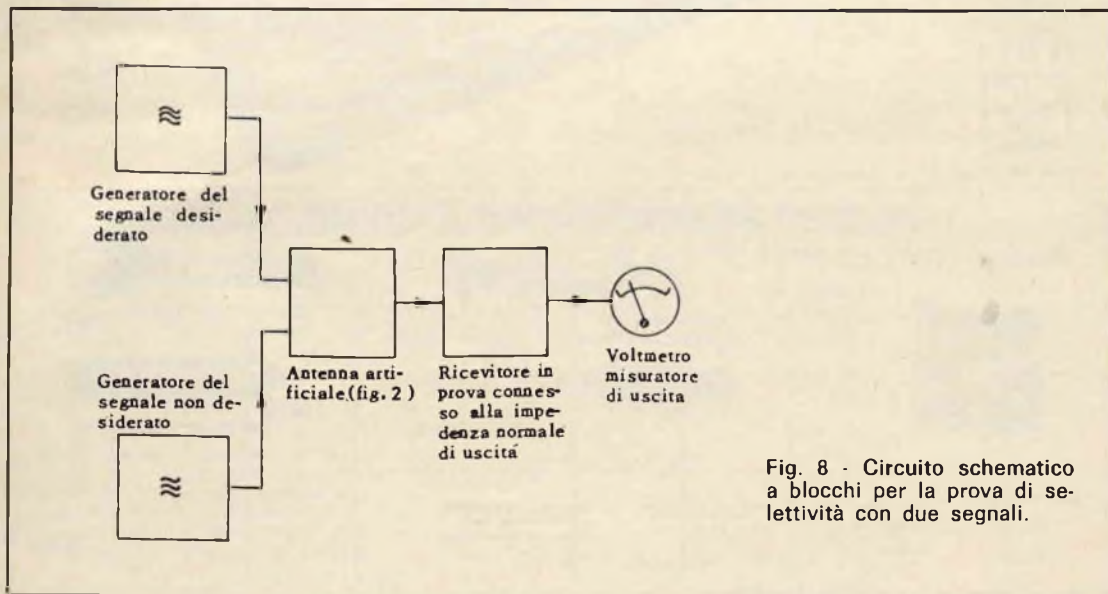 Generatore del
segnale desi-
derato
Generatore del
segnale non de-
siderato
Antenna arti-
ficiale (fig. 2)
Ricevitore in
prova connes-
so alla impe-
denza normale
di uscita
Voltmetro
misuratore
di uscita
Fig. 8 - Circuito schematico
a blocchi per la prova di se-
lettività con due segnali.